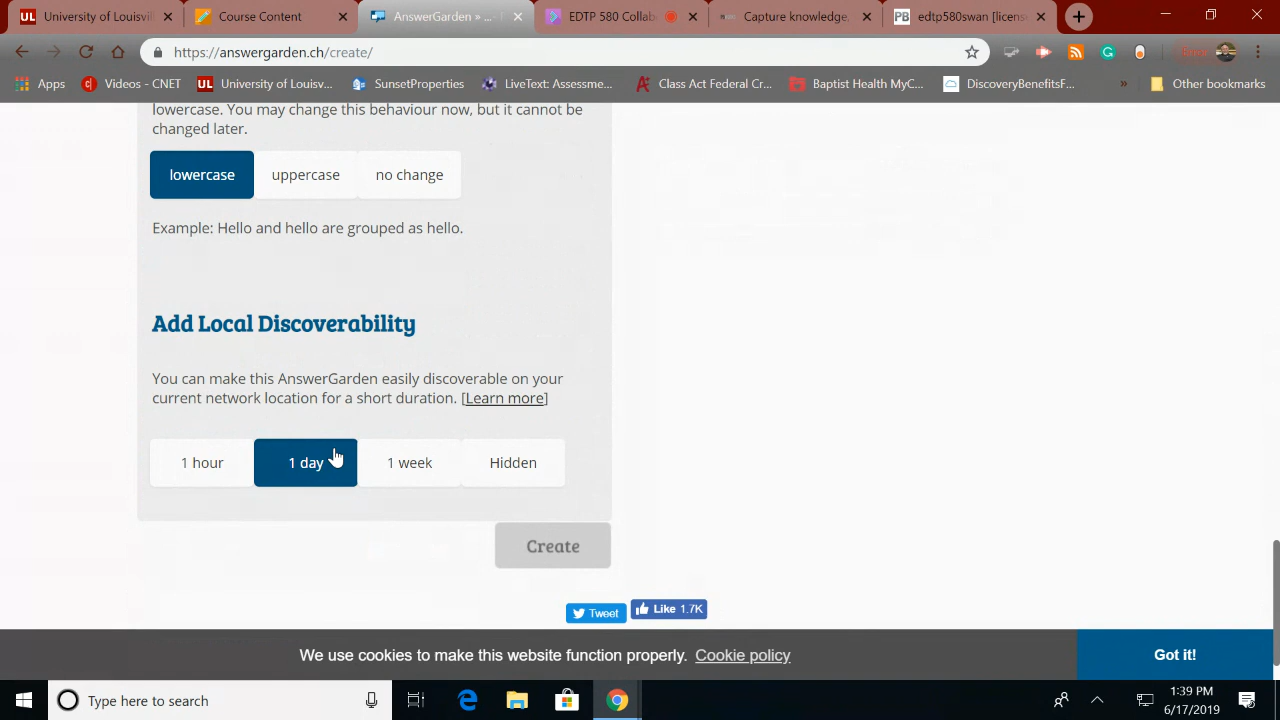 University of Louisvil
Course Content
AnswerGarden » ... -
EDTP 580 Collab
Capture knowledge,
PB edtp580swan [licens
https://answergarden.ch/create/
Apps
Videos - CNET
UL University of Louisv...
SunsetProperties
LiveText: Assessme...
Class Act Federal Cr...
Baptist Health MyC...
DiscoveryBenefitsF...
»
Other bookmarks
lowercase. You may change this behaviour now, but it cannot be
changed later.
lowercase uppercase no change
Example: Hello and hello are grouped as hello.
Add Local Discoverability
You can make this AnswerGarden easily discoverable on your
current network location for a short duration. [Learn more]
1 hour 1 day 1 week Hidden
Create
Tweet
Like 1.7K
We use cookies to make this website function properly. Cookie policy
Got it!
Type here to search
1:39 PM
6/17/2019